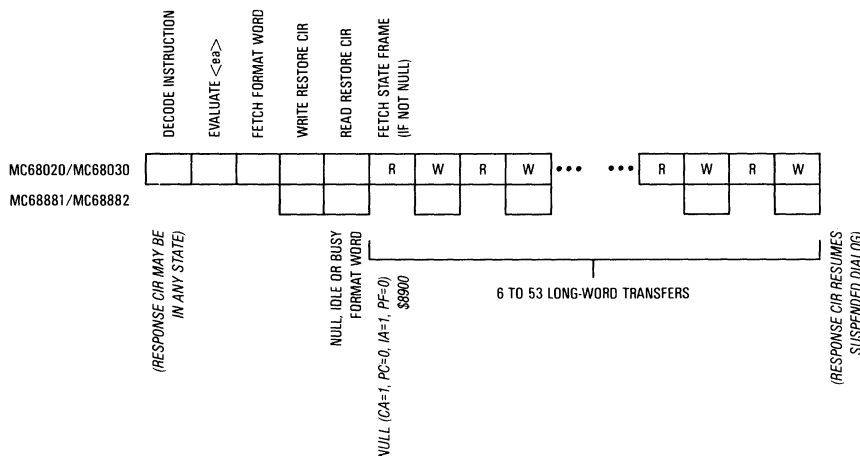 DECODE INSTRUCTION
EVALUATE <ea>
FETCH FORMAT WORD
WRITE RESTORE CIR
READ RESTORE CIR
FETCH STATE FRAME
(IF NOT NULL)
MC68020/MC68030
R W R W ••• ••• R W R W
MC68881/MC68882
(RESPONSE CIR MAY BE
IN ANY STATE)
NULL, IDLE OR BUSY
FORMAT WORD
NULL (CA=1, PC=0, IA=1, PF=0)
$8900
6 TO 53 LONG-WORD TRANSFERS
(RESPONSE CIR RESUMES
SUSPENDED DIALOG)